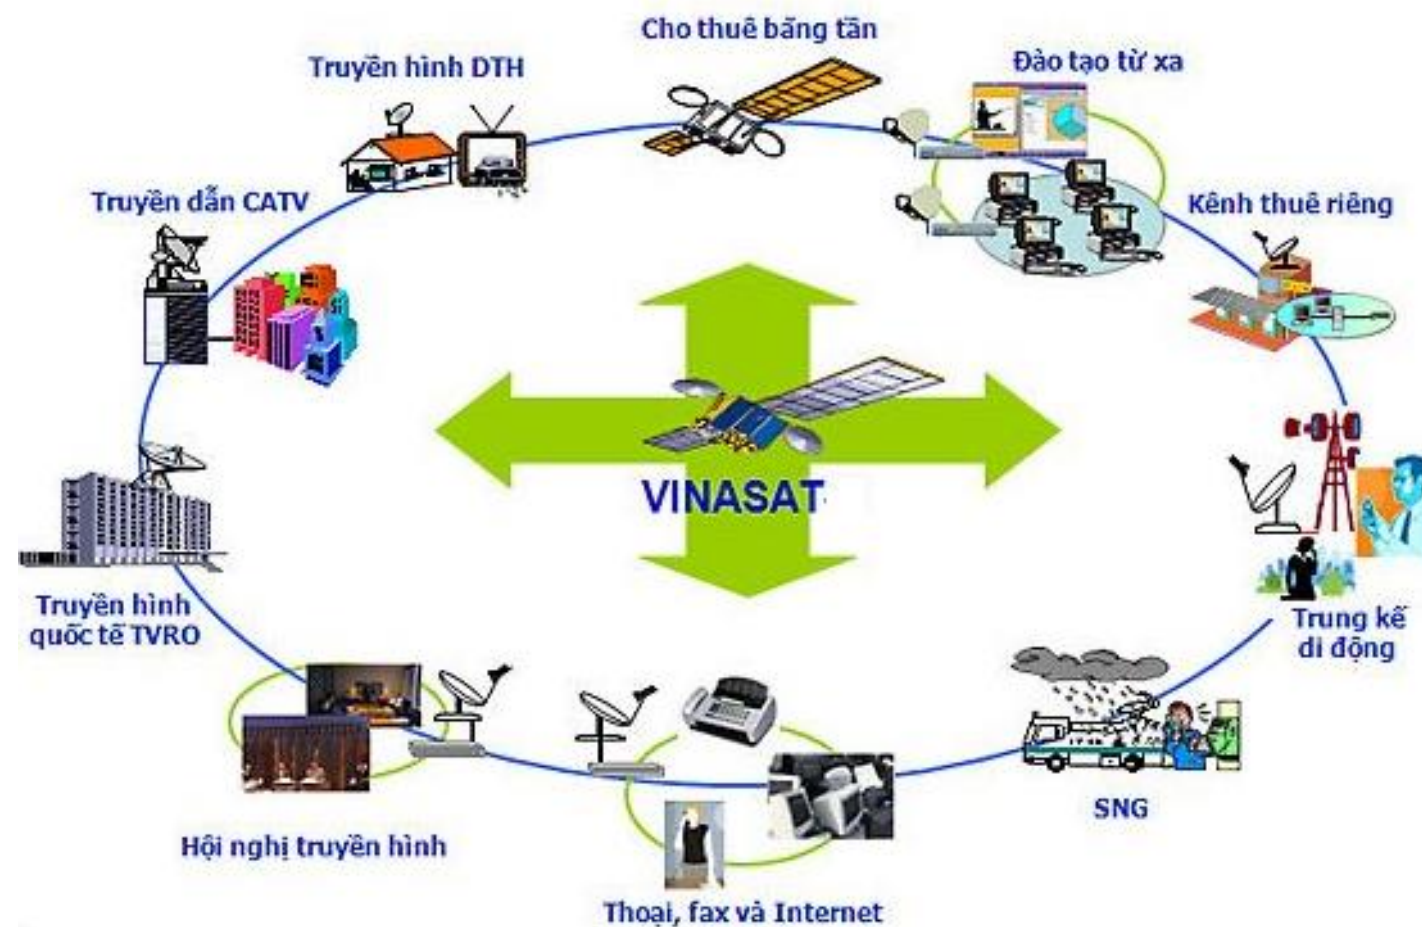 Cho thuê băng tần
Truyền hình DTH
Đào tạo từ xa
Truyền dẫn CATV
Kênh thuê riêng
VINASAT
Truyền hình
quốc tế TVRO
Trung kế
di động
SNG
Hội nghị truyền hình
Thoại, fax và Internet